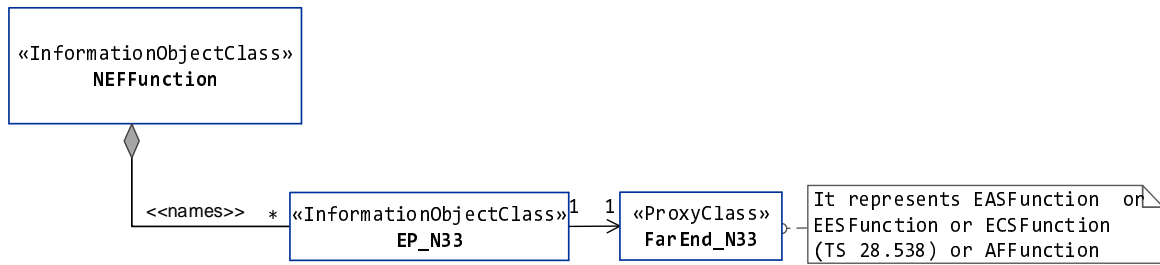 «InformationObjectClass»
NEFFunction
<<names>>
*
«InformationObjectClass»
EP_N33
1
1
«ProxyClass»
FarEnd_N33
It represents EASFunction or
EESFunction or ECSFunction
(TS 28.538) or AFFunction